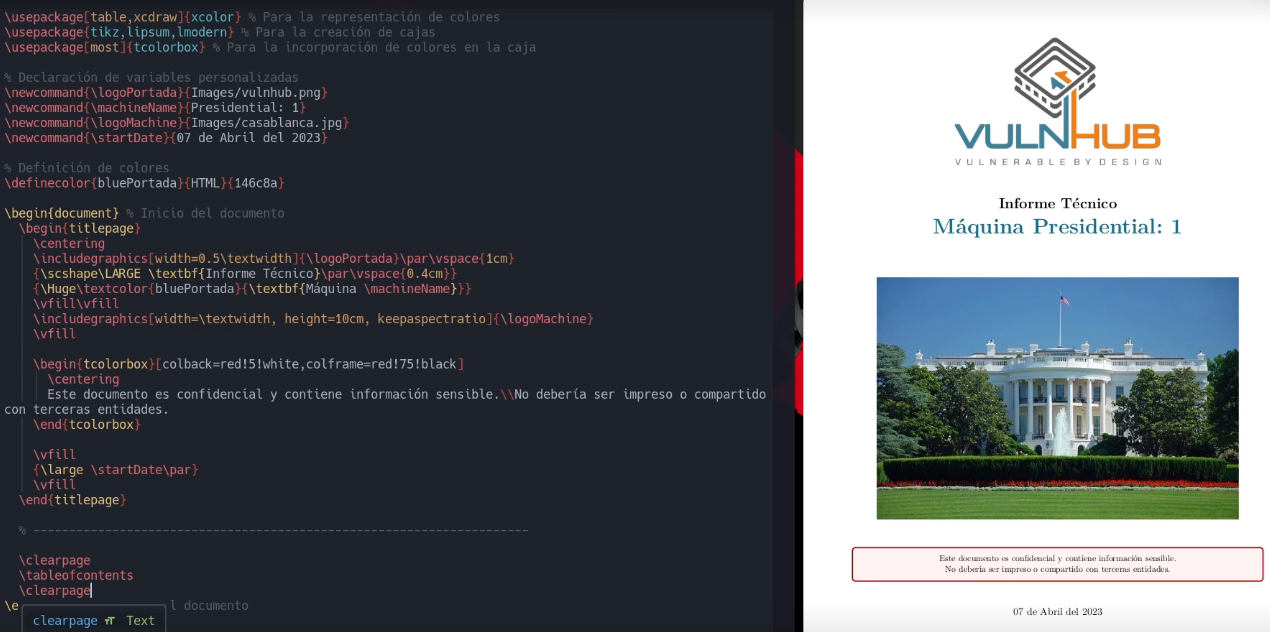 \usepackage[table,xcdraw]{xcolor} % Para la representación de colores
\usepackage{tikz,lipsum,lmodern} % Para la creación de cajas
\usepackage[most]{tcolorbox} % Para la incorporación de colores en la caja
% Declaración de variables personalizadas
\newcommand{\logoPortada}{Images/vulnhub.png}
\newcommand{\machineName}{Presidential: 1}
\newcommand{\logoMachine}{Images/casablanca.jpg}
\newcommand{\startDate}{07 de Abril del 2023}
% Definición de colores
\definecolor{bluePortada}{HTML}{146c8a}
\begin{document} % Inicio del documento
\begin{titlepage}
\centering
\includegraphics[width=0.5\textwidth]{\logoPortada}\par\vspace{1cm}
{\scshape\LARGE \textbf{Informe Técnico}\par\vspace{0.4cm}}
{\Huge\textcolor{bluePortada}{\textbf{Máquina \machineName}}}
\vfill\vfill
\includegraphics[width=\textwidth, height=10cm, keepaspectratio]{\logoMachine}
\vfill
\begin{tcolorbox}[colback=red!5!white,colframe=red!75!black]
\centering
Este documento es confidencial y contiene información sensible.\\No debería ser impreso o compartido
con terceras entidades.
\end{tcolorbox}
\vfill
{\large \startDate\par}
\vfill
\end{titlepage}
% ---------------------------------------------------------------------
\clearpage
\tableofcontents
\clearpage
\e l documento
clearpage Text
VULNHUB
VULNERABLE BY DESIGN
Informe Técnico
Máquina Presidential: 1
Este documento es confidencial y contiene información sensible.
No debería ser impreso o compartido con terceras entidades.
07 de Abril del 2023